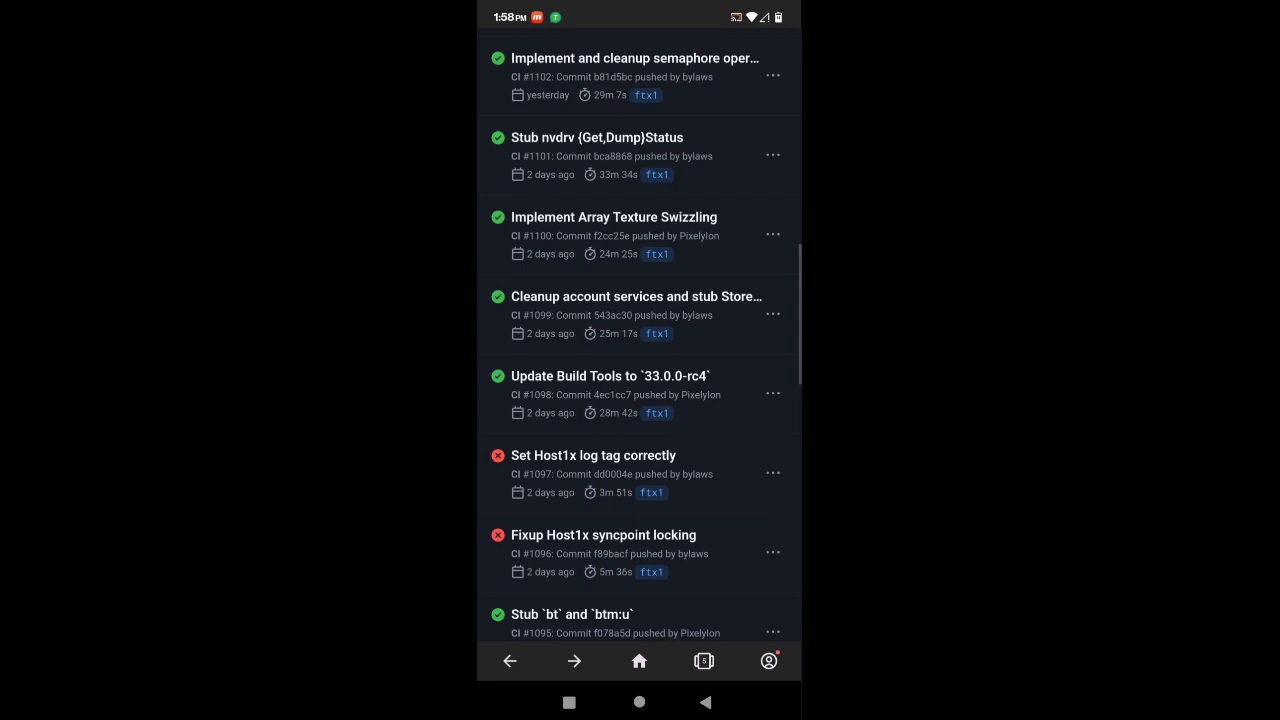 1:58PM
Implement and cleanup semaphore oper...
CI #1102: Commit b81d5bc pushed by bylaws
yesterday 29m 7s ftx1
Stub nvdrv {Get,Dump}Status
CI #1101: Commit bca8868 pushed by bylaws
2 days ago 33m 34s ftx1
Implement Array Texture Swizzling
CI #1100: Commit f2cc25e pushed by PixelyIon
2 days ago 24m 25s ftx1
Cleanup account services and stub Store...
CI #1099: Commit 543ac30 pushed by bylaws
2 days ago 25m 17s ftx1
Update Build Tools to `33.0.0-rc4`
CI #1098: Commit 4ec1cc7 pushed by PixelyIon
2 days ago 28m 42s ftx1
Set Host1x log tag correctly
CI #1097: Commit dd0004e pushed by bylaws
2 days ago 3m 51s ftx1
Fixup Host1x syncpoint locking
CI #1096: Commit f89bacf pushed by bylaws
2 days ago 5m 36s ftx1
Stub `bt` and `btm:u`
CI #1095: Commit f078a5d pushed by PixelyIon
5